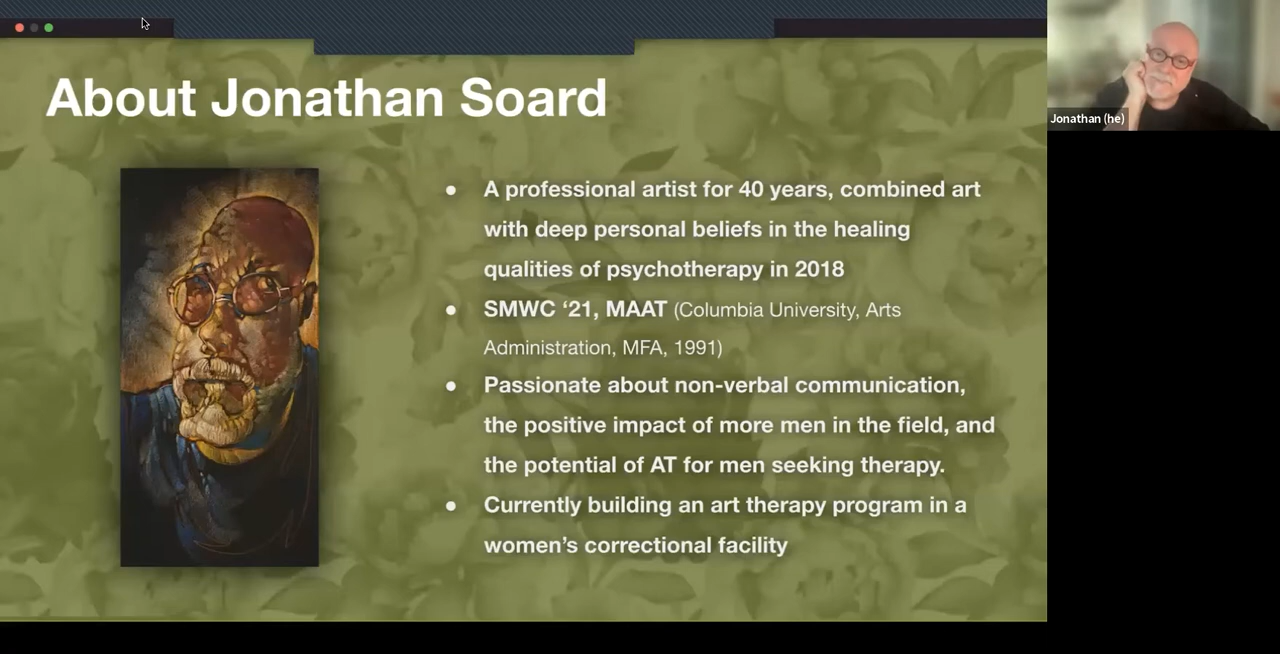 About Jonathan Soard
● A professional artist for 40 years, combined art
with deep personal beliefs in the healing
qualities of psychotherapy in 2018
● SMWC ‘21, MAAT (Columbia University, Arts
Administration, MFA, 1991)
● Passionate about non-verbal communication,
the positive impact of more men in the field, and
the potential of AT for men seeking therapy.
● Currently building an art therapy program in a
women’s correctional facility
Jonathan (he)